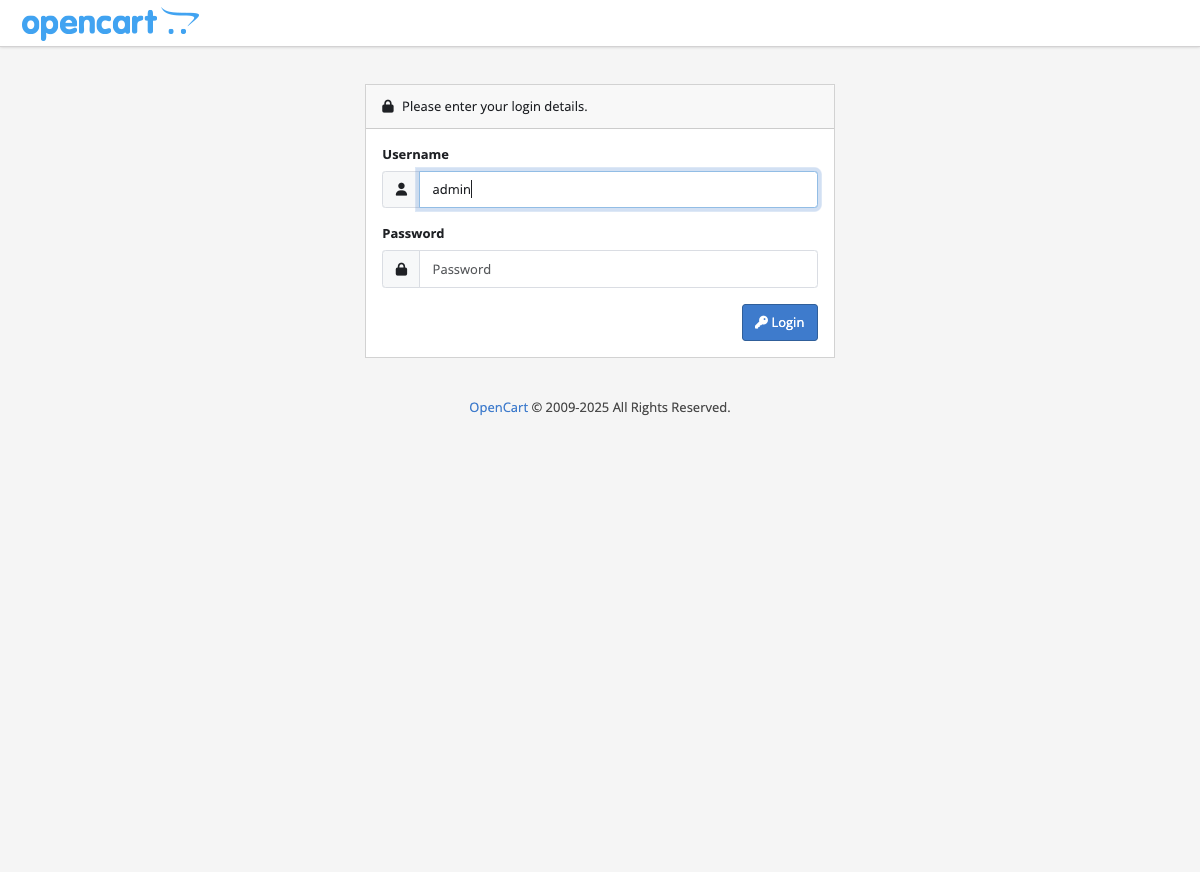 opencart
Please enter your login details.
Username
admin
Password
Password
Login
OpenCart © 2009-2025 All Rights Reserved.